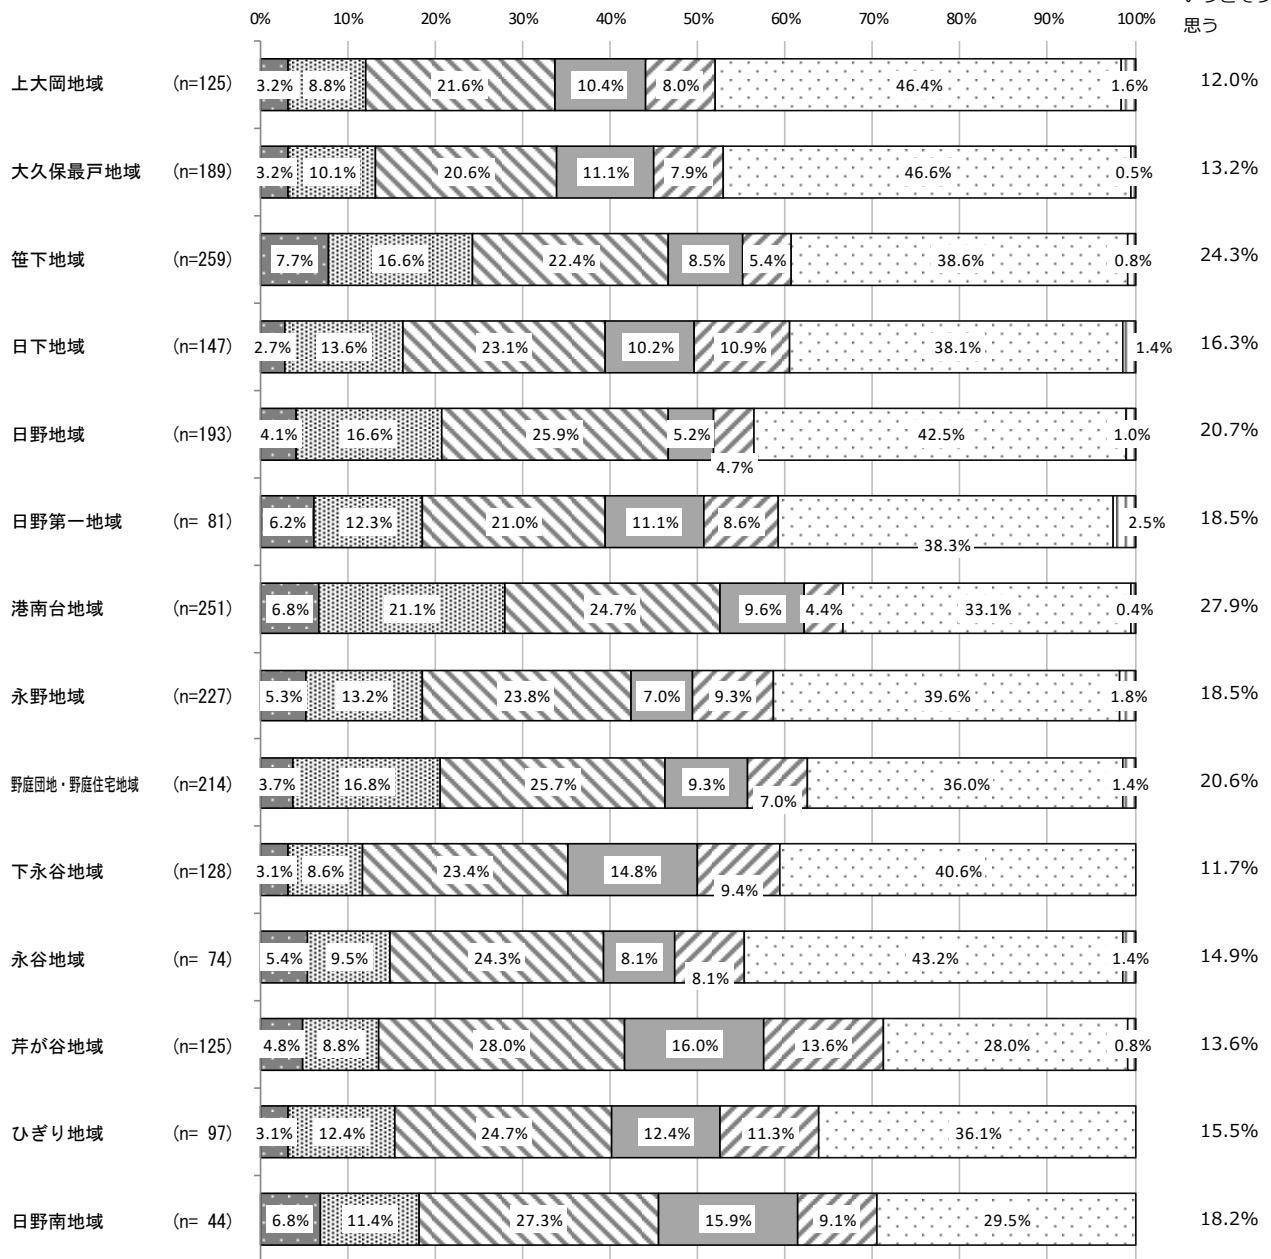 0% 10% 20% 30% 40% 50% 60% 70% 80% 90% 100%
思う
上大岡地域 (n=125) 3.2% 8.8% 21.6% 10.4% 8.0% 46.4% 1.6% 12.0%
大久保最戸地域 (n=189) 3.2% 10.1% 20.6% 11.1% 7.9% 46.6% 0.5% 13.2%
笹下地域 (n=259) 7.7% 16.6% 22.4% 8.5% 5.4% 38.6% 0.8% 24.3%
日下地域 (n=147) 2.7% 13.6% 23.1% 10.2% 10.9% 38.1% 1.4% 16.3%
日野地域 (n=193) 4.1% 16.6% 25.9% 5.2% 4.7% 42.5% 1.0% 20.7%
日野第一地域 (n= 81) 6.2% 12.3% 21.0% 11.1% 8.6% 38.3% 2.5% 18.5%
港南台地域 (n=251) 6.8% 21.1% 24.7% 9.6% 4.4% 33.1% 0.4% 27.9%
永野地域 (n=227) 5.3% 13.2% 23.8% 7.0% 9.3% 39.6% 1.8% 18.5%
野庭団地・野庭住宅地域 (n=214) 3.7% 16.8% 25.7% 9.3% 7.0% 36.0% 1.4% 20.6%
下永谷地域 (n=128) 3.1% 8.6% 23.4% 14.8% 9.4% 40.6% 11.7%
永谷地域 (n= 74) 5.4% 9.5% 24.3% 8.1% 8.1% 43.2% 1.4% 14.9%
芹が谷地域 (n=125) 4.8% 8.8% 28.0% 16.0% 13.6% 28.0% 0.8% 13.6%
ひぎり地域 (n= 97) 3.1% 12.4% 24.7% 12.4% 11.3% 36.1% 15.5%
日野南地域 (n= 44) 6.8% 11.4% 27.3% 15.9% 9.1% 29.5% 18.2%